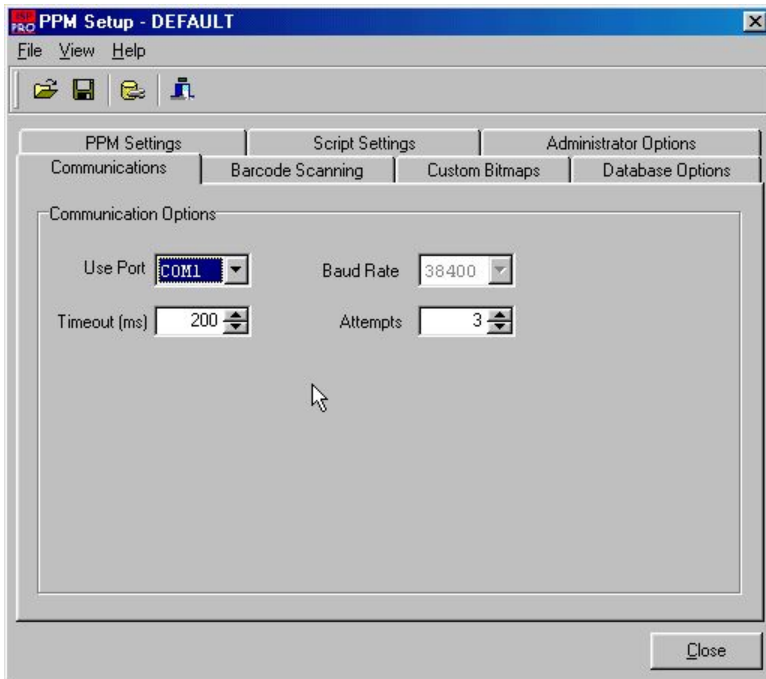 PPM Setup - DEFAULT
File View Help
PPM Settings Script Settings Administrator Options
Communications Barcode Scanning Custom Bitmaps Database Options
Communication Options
Use Port COM1 Baud Rate 38400
Timeout (ms) 200 Attempts 3
Close